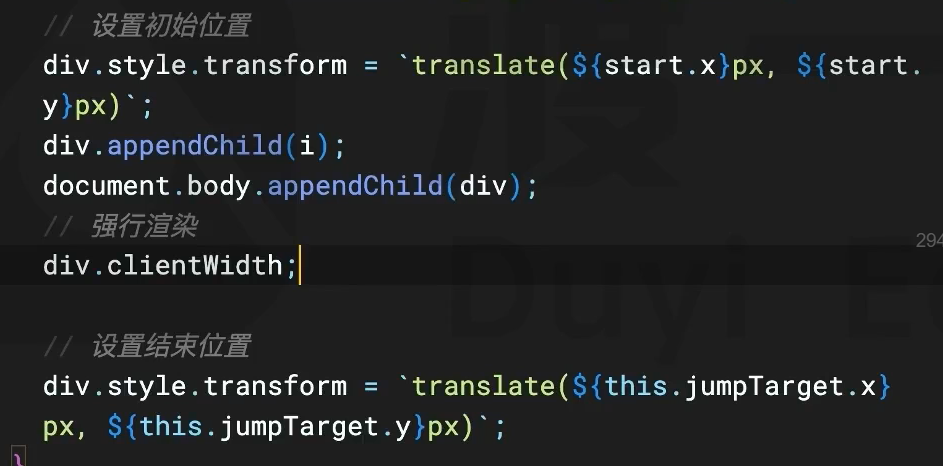 // 设置初始位置
div.style.transform = `translate(${start.x}px, ${start.
y}px)`;
div.appendChild(i);
document.body.appendChild(div);
// 强行渲染
div.clientWidth;
294
// 设置结束位置
div.style.transform = `translate(${this.jumpTarget.x}
px, ${this.jumpTarget.y}px)`;
}